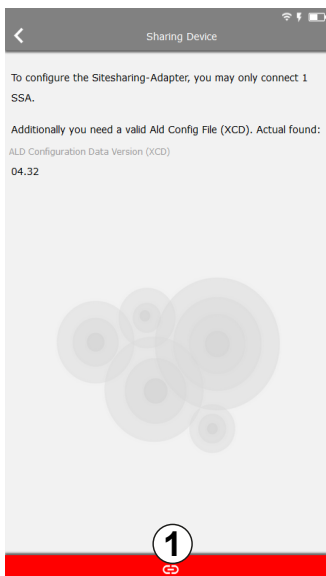 Sharing Device
To configure the Sitesharing-Adapter, you may only connect 1
SSA.
Additionally you need a valid Ald Config File (XCD). Actual found:
ALD Configuration Data Version (XCD)
04.32
1